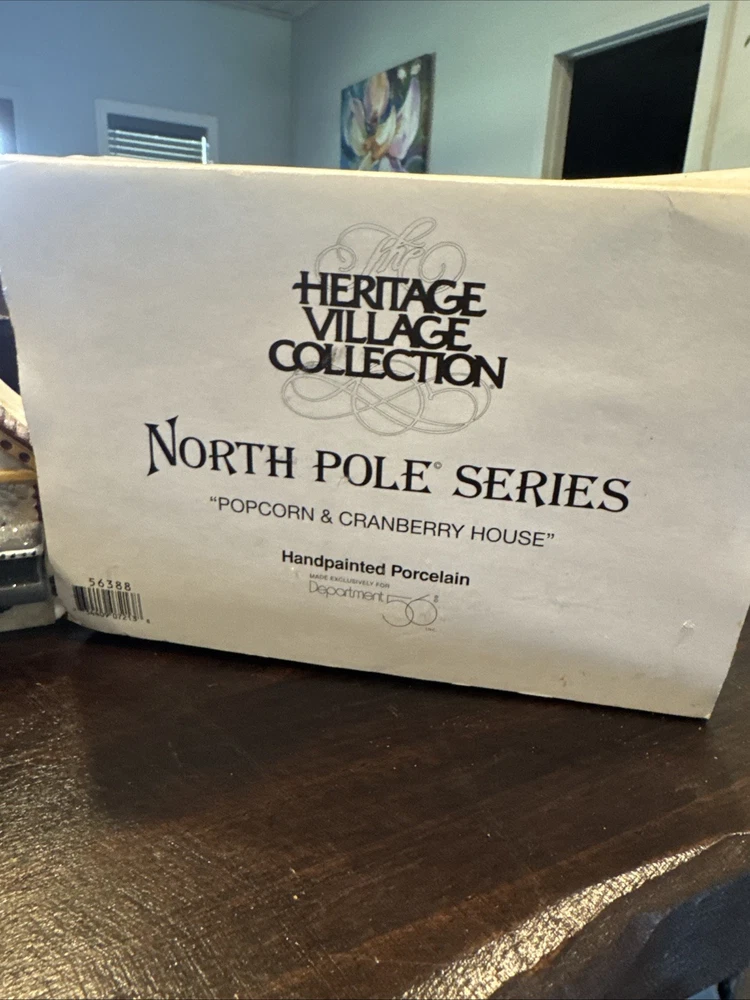 The
HERITAGE
VILLAGE
COLLECTION®
NORTH POLE® SERIES
“POPCORN & CRANBERRY HOUSE”
Handpainted Porcelain
MADE EXCLUSIVELY FOR
Department 56®
56388